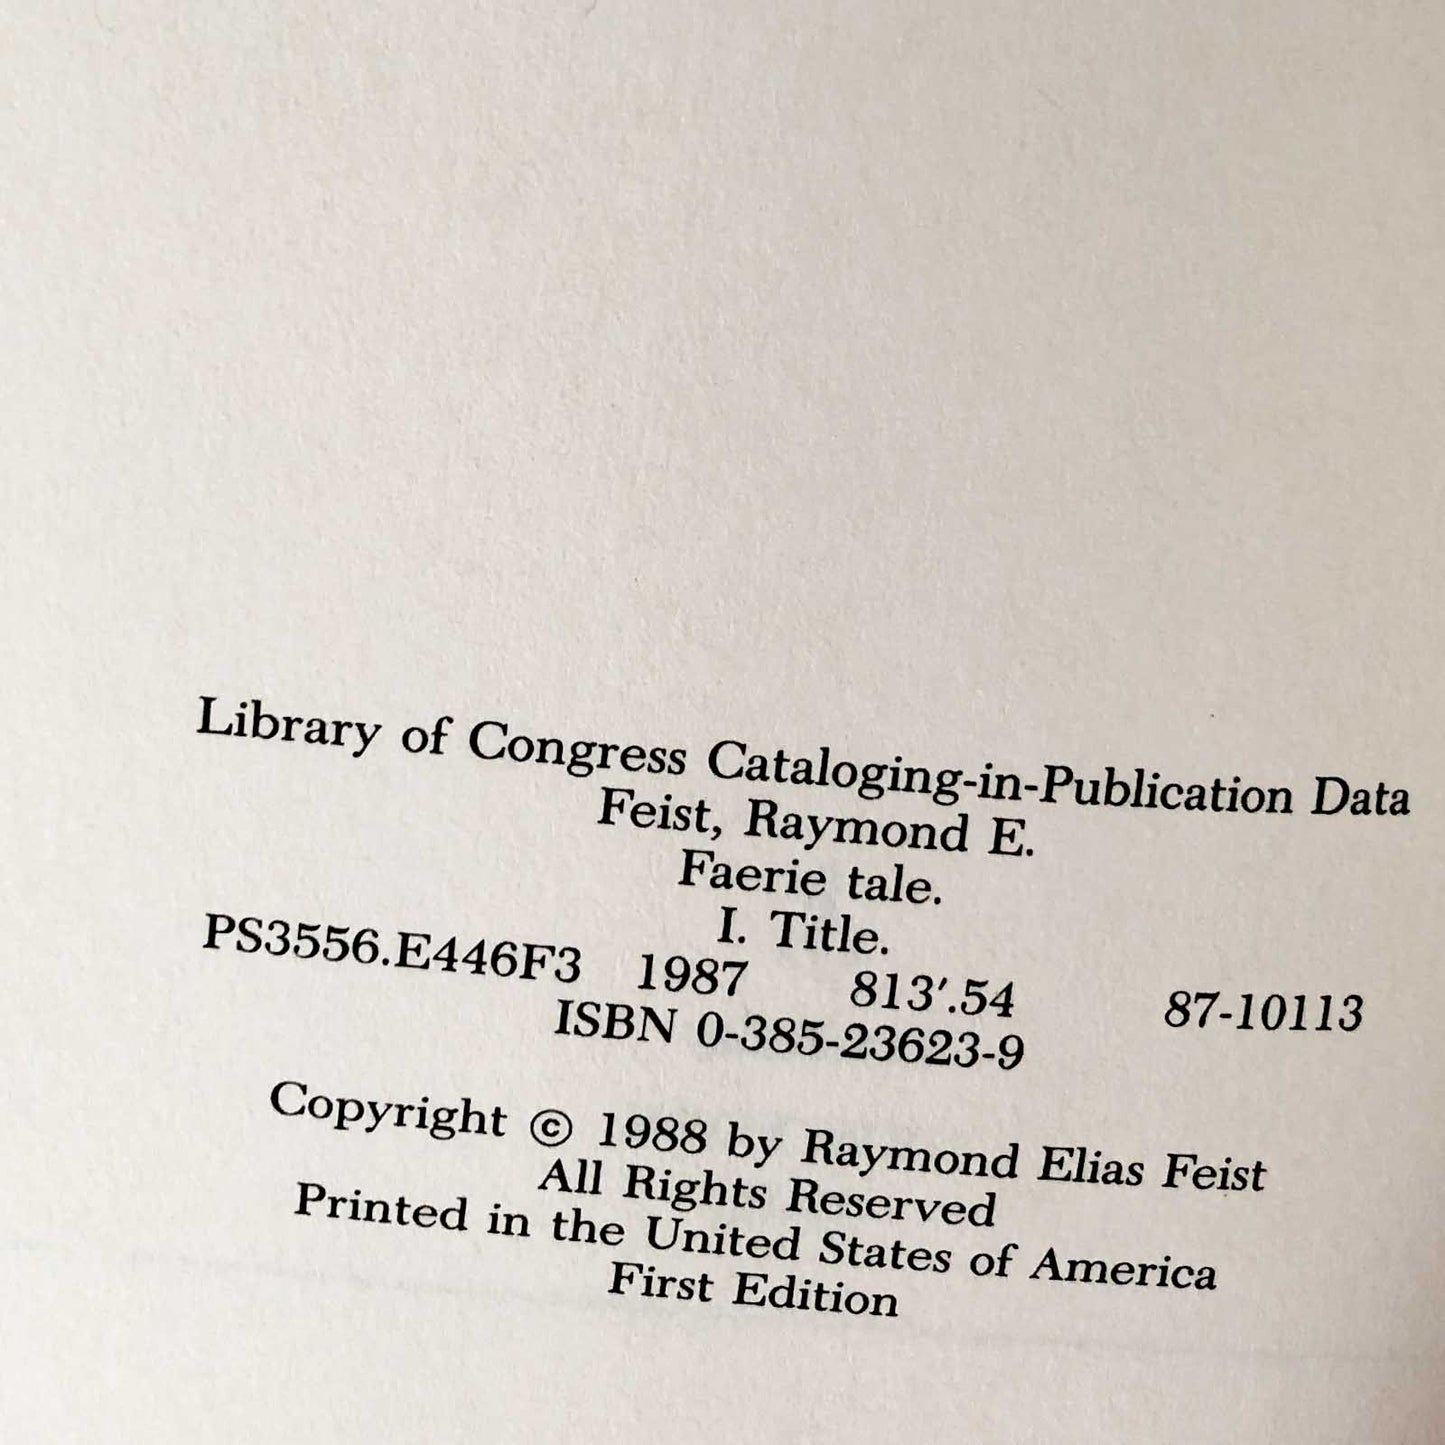 Library of Congress Cataloging-in-Publication Data
Feist, Raymond E.
Faerie tale.
I. Title.
PS3556.E446F3 1987 813′.54 87-10113
ISBN 0-385-23623-9
Copyright © 1988 by Raymond Elias Feist
All Rights Reserved
Printed in the United States of America
First Edition